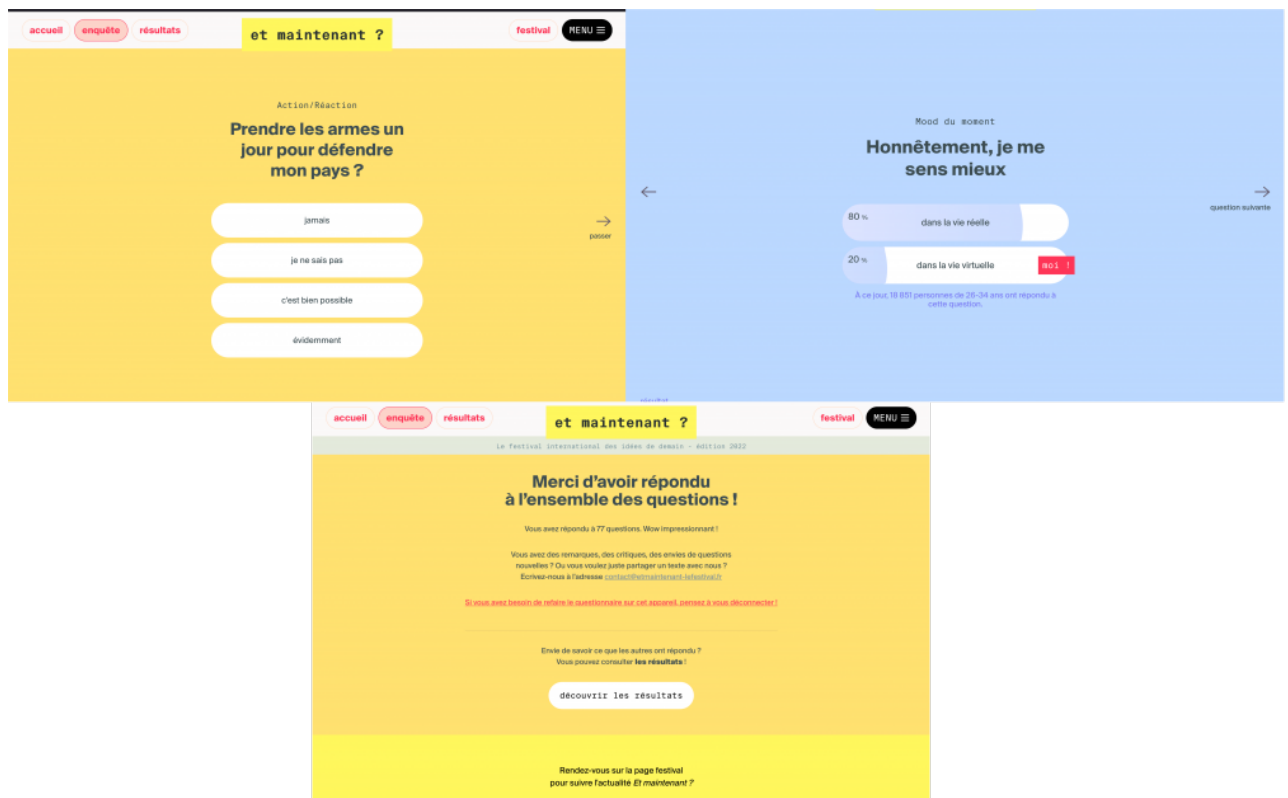 accueil
enquête
résultats
et maintenant ?
festival
MENU
Action/Réaction
Prendre les armes un
jour pour défendre
mon pays ?
jamais
je ne sais pas
c'est bien possible
évidemment
passer
Mood du moment
Honnêtement, je me
sens mieux
80 %
dans la vie réelle
20 %
dans la vie virtuelle
moi !
À ce jour, 18 851 personnes de 26-34 ans ont répondu à
cette question.
question suivante
résultat
accueil
enquête
résultats
et maintenant ?
festival
MENU
Le festival international des idées de demain - édition 2022
Merci d'avoir répondu
à l'ensemble des questions !
Vous avez répondu à 77 questions. Wow impressionnant !
Vous avez des remarques, des critiques, des envies de questions
nouvelles ? Ou vous voulez juste partager un texte avec nous ?
Ecrivez-nous à l'adresse contact@etmaintenant-lefestival.fr
Si vous avez besoin de refaire le questionnaire sur cet appareil, pensez à vous déconnecter !
Envie de savoir ce que les autres ont répondu ?
Vous pouvez consulter les résultats !
découvrir les résultats
Rendez-vous sur la page festival
pour suivre l'actualité Et maintenant ?